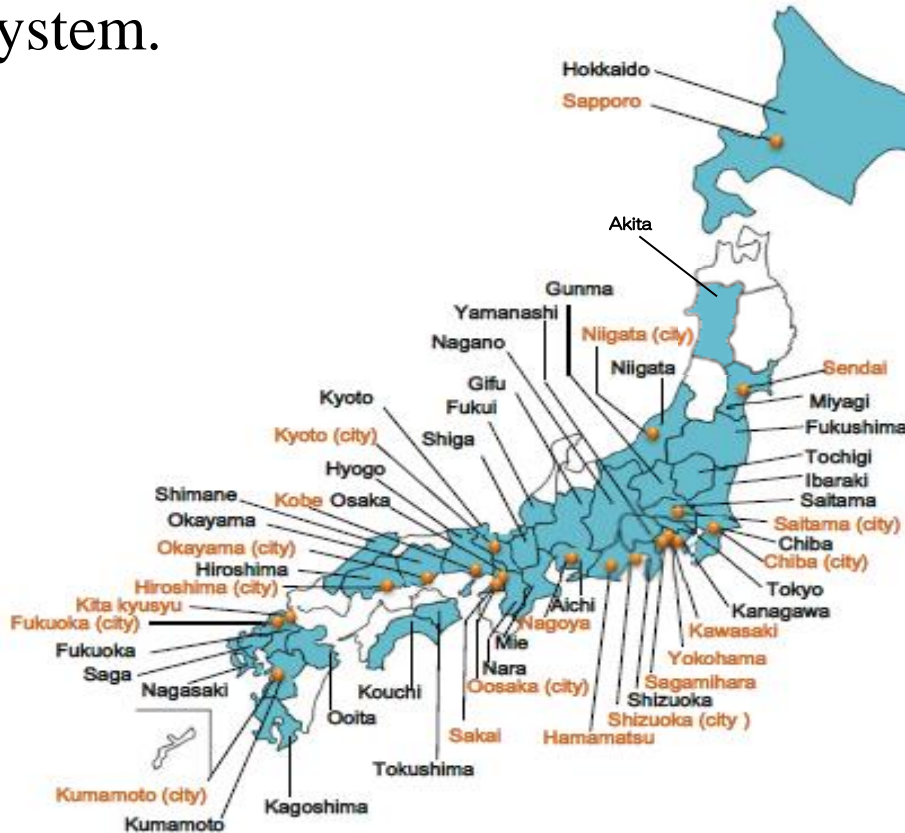 ystem.
Hokkaido
Sapporo
Akita
Gunma
Yamanashi
Niigata (city)
Nagano
Niigata
Sendai
Gifu
Kyoto
Miyagi
Fukui
Fukushima
Kyoto (city)
Shiga
Tochigi
Hyogo
Ibaraki
Shimane
Kobe Osaka
Saitama
Okayama
Saitama (city)
Okayama (city)
Chiba
Hiroshima
Chiba (city)
Hiroshima (city)
Tokyo
Kita kyusyu
Aichi
Kanagawa
Fukuoka (city)
Nagoya
Kawasaki
Mie
Fukuoka
Yokohama
Saga
Nara
Nagasaki
Kouchi
Oosaka (city)
Sagamihara
Shizuoka
Ooita
Shizuoka (city )
Sakai
Hamamatsu
Tokushima
Kumamoto (city)
Kagoshima
Kumamoto